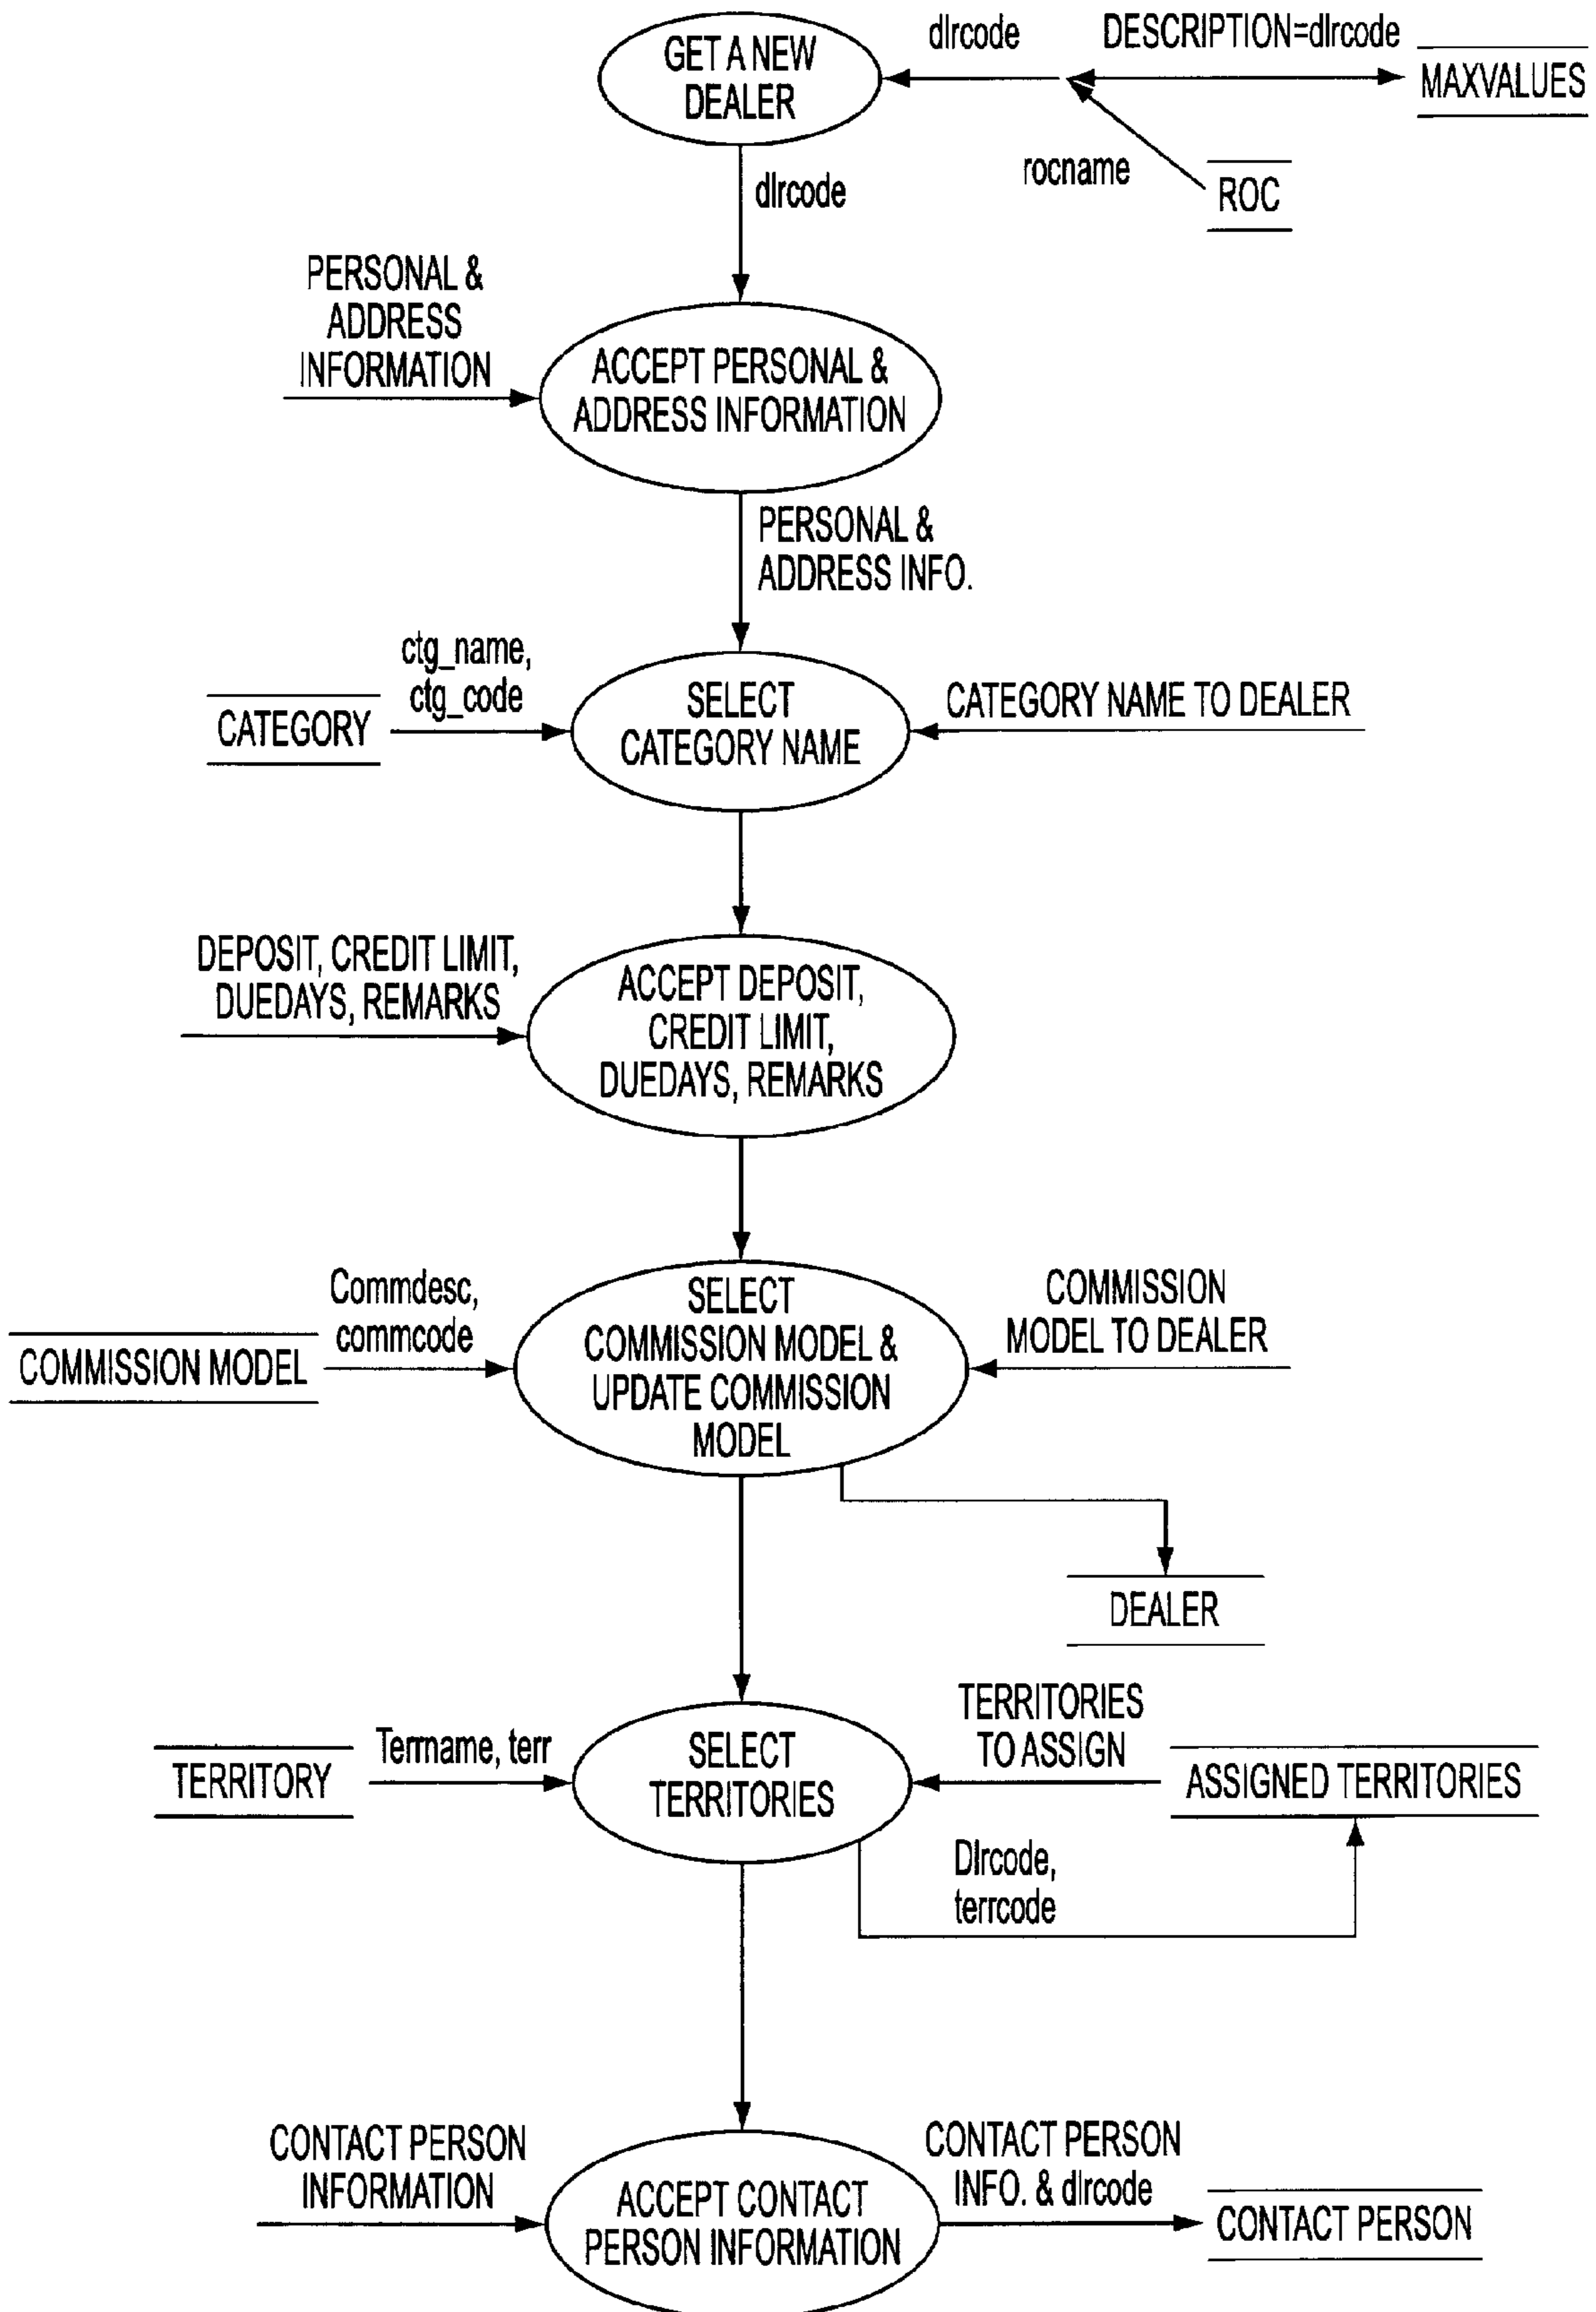 GET A NEW
DEALER
dlrcode
DESCRIPTION=dlrcode
MAXVALUES
rocname
ROC
dlrcode
PERSONAL &
ADDRESS
INFORMATION
ACCEPT PERSONAL &
ADDRESS INFORMATION
PERSONAL &
ADDRESS INFO.
CATEGORY
ctg_name,
ctg_code
SELECT
CATEGORY NAME
CATEGORY NAME TO DEALER
DEPOSIT, CREDIT LIMIT,
DUEDAYS, REMARKS
ACCEPT DEPOSIT,
CREDIT LIMIT,
DUEDAYS, REMARKS
COMMISSION MODEL
Commdesc,
commcode
SELECT
COMMISSION MODEL &
UPDATE COMMISSION
MODEL
COMMISSION
MODEL TO DEALER
DEALER
TERRITORY
Terrname, terr
SELECT
TERRITORIES
TERRITORIES
TO ASSIGN
ASSIGNED TERRITORIES
Dlrcode,
terrcode
CONTACT PERSON
INFORMATION
ACCEPT CONTACT
PERSON INFORMATION
CONTACT PERSON
INFO. & dlrcode
CONTACT PERSON